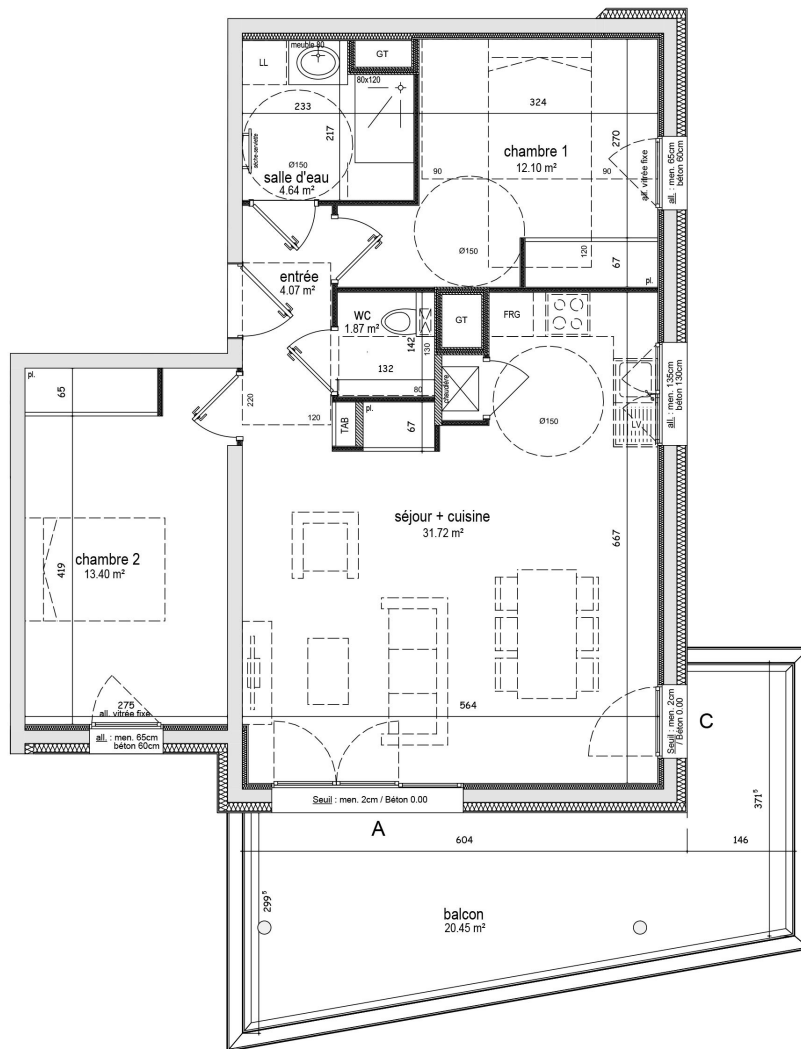 meuble 80
LL
GT
80x120
233
217
324
270
chambre 1
12.10 m²
sèche-serviette
Ø150
salle d'eau
4.64 m²
90
90
all. vitrée fixe
all. : men. 65cm
béton 60cm
Ø150
120
67
pl.
entrée
4.07 m²
WC
1.87 m²
142
130
132
80
GT
FRG
chaudière
Ø150
all. : men. 135cm
béton 130cm
LV
pl.
65
220
120
TAB
pl.
67
séjour + cuisine
31.72 m²
667
chambre 2
13.40 m²
419
275
all. vitrée fixe
all. : men. 65cm
béton 60cm
564
Seuil : men. 2cm
/ Béton 0.00
C
Seuil : men. 2cm / Béton 0.00
A
604
146
371⁵
299⁵
balcon
20.45 m²